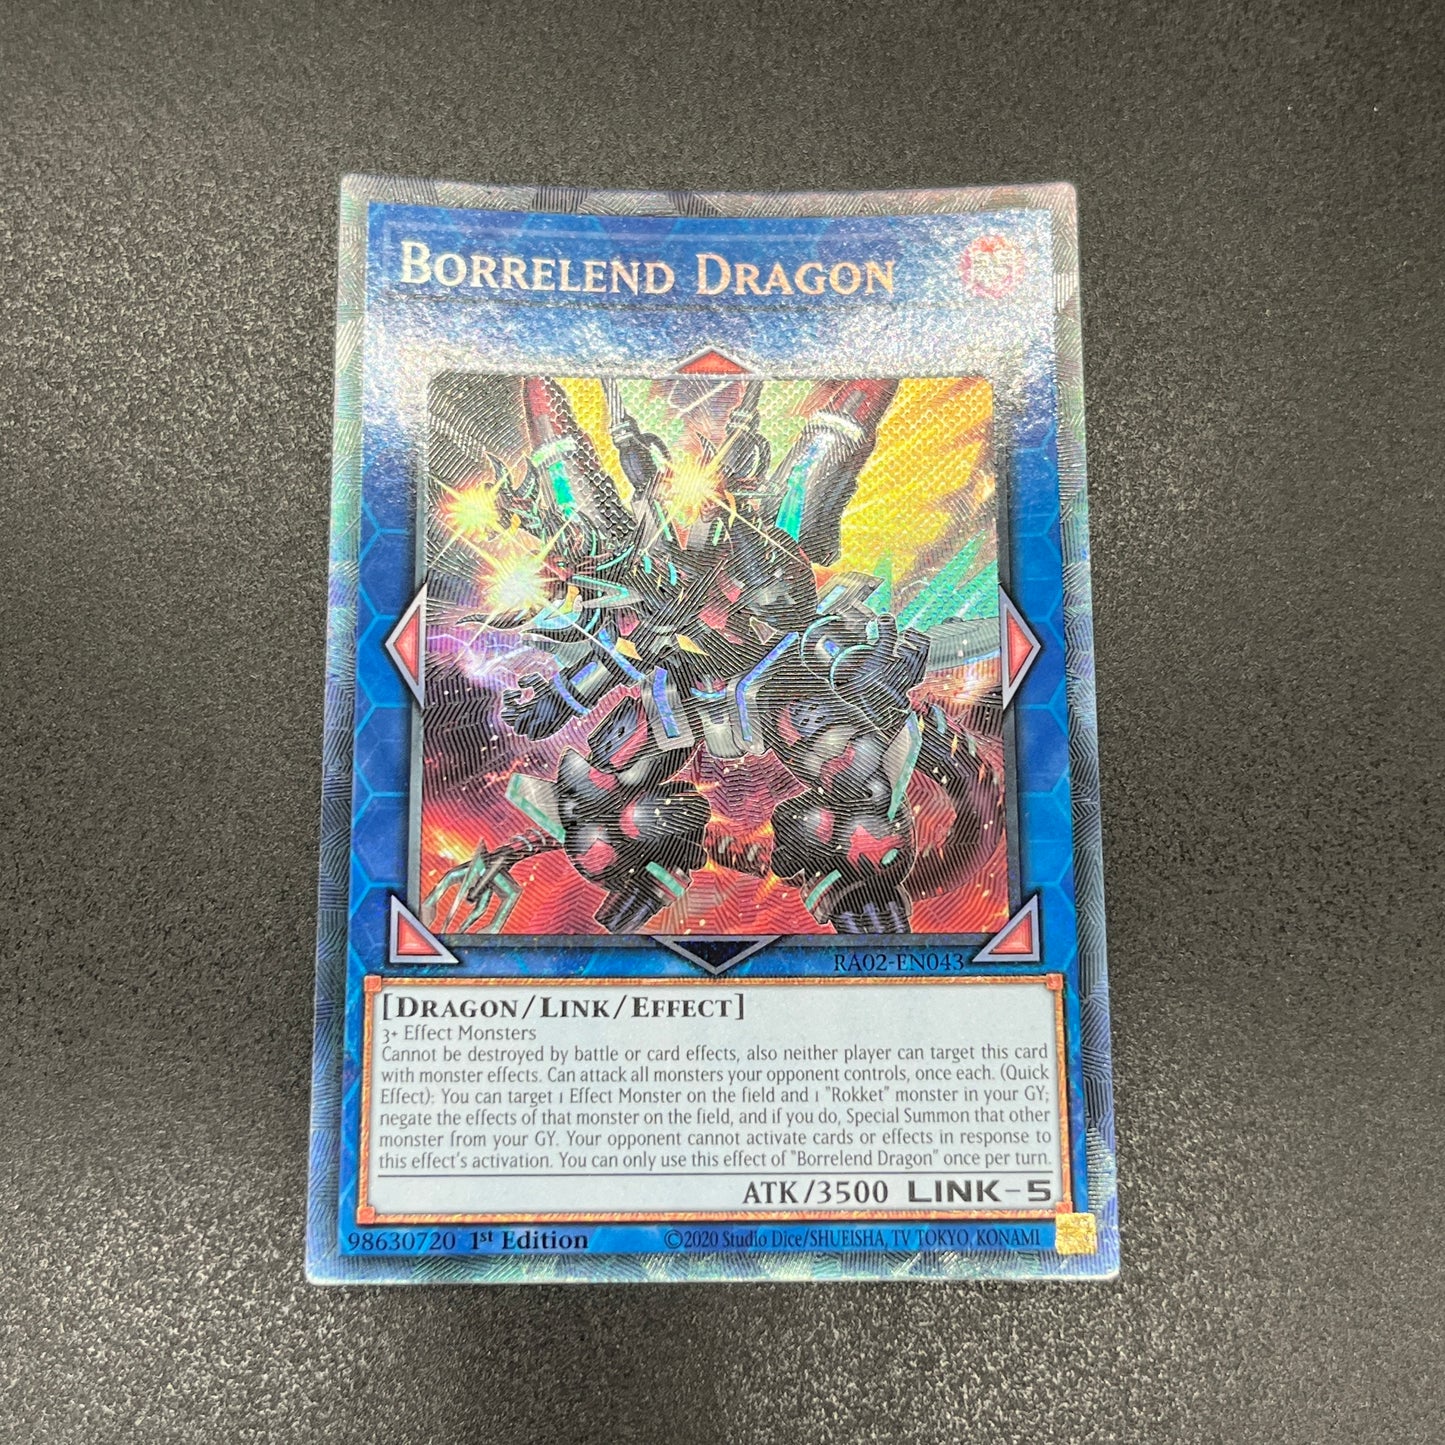 BORRELEND DRAGON
RA02-EN043
[DRAGON/LINK/EFFECT]
3+ Effect Monsters
Cannot be destroyed by battle or card effects, also neither player can target this card
with monster effects. Can attack all monsters your opponent controls, once each. (Quick
Effect): You can target 1 Effect Monster on the field and 1 "Rokket" monster in your GY;
negate the effects of that monster on the field, and if you do, Special Summon that other
monster from your GY. Your opponent cannot activate cards or effects in response to
this effect's activation. You can only use this effect of "Borrelend Dragon" once per turn.
ATK/3500 LINK-5
98630720 1st Edition ©2020 Studio Dice/SHUEISHA, TV TOKYO, KONAMI